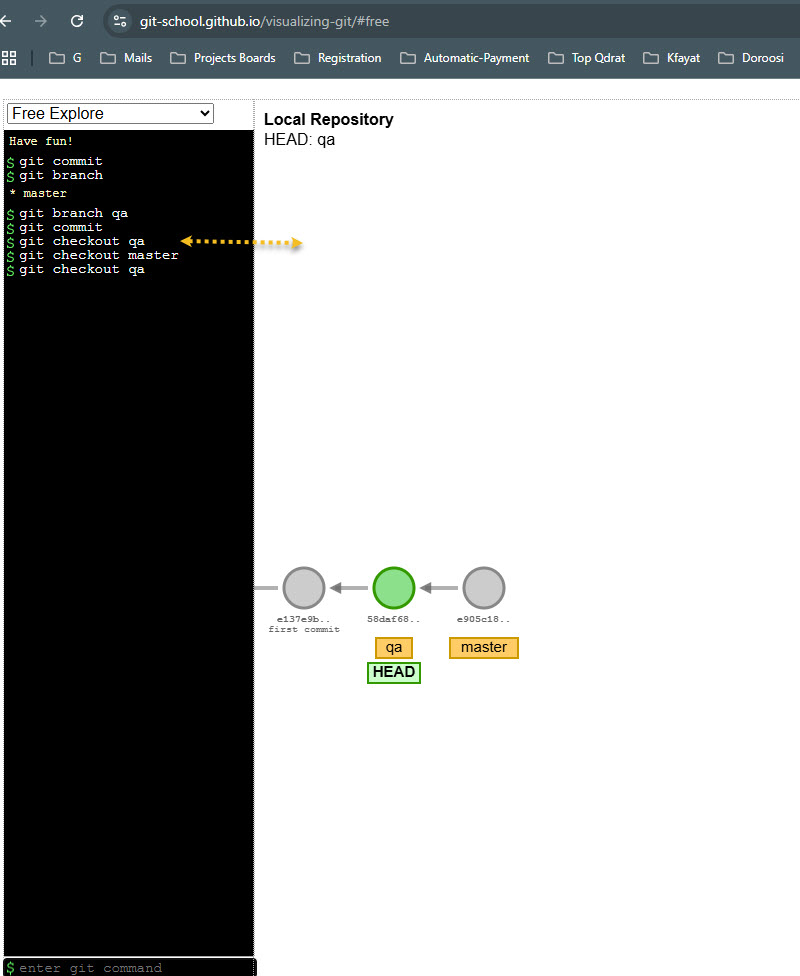 git-school.github.io/visualizing-git/#free
G Mails Projects Boards Registration Automatic-Payment Top Qdrat Kfayat Doroosi
Free Explore
Have fun!
$ git commit
$ git branch
* master
$ git branch qa
$ git commit
$ git checkout qa
$ git checkout master
$ git checkout qa
$ enter git command
Local Repository
HEAD: qa
e137e9b.. 58daf68.. e905c18..
first commit
qa master
HEAD